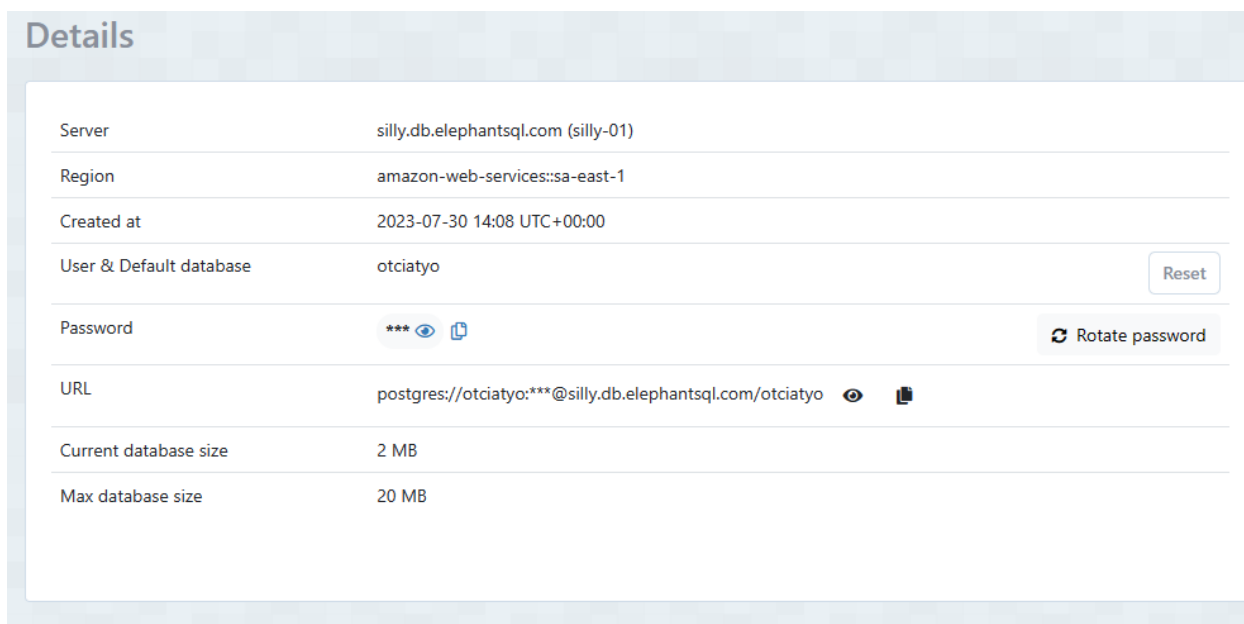 Details
Server silly.db.elephantsql.com (silly-01)
Region amazon-web-services::sa-east-1
Created at 2023-07-30 14:08 UTC+00:00
User & Default database otciatyo Reset
Password *** Rotate password
URL postgres://otciatyo:***@silly.db.elephantsql.com/otciatyo
Current database size 2 MB
Max database size 20 MB